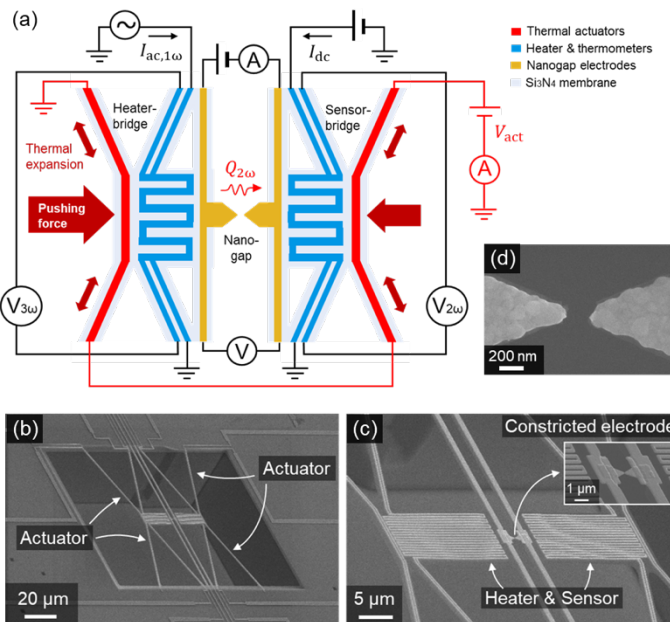 (a)
I_ac,1ω
A
I_dc
Thermal actuators
Heater & thermometers
Nanogap electrodes
Si3N4 membrane
Heater-
bridge
Sensor-
bridge
Thermal
expansion
Q_2ω
V_act
A
Pushing
force
Nano-
gap
V_3ω
V_2ω
V
(d)
200 nm
(b)
Actuator
Actuator
20 μm
(c)
Constricted electrode
1 μm
5 μm
Heater & Sensor